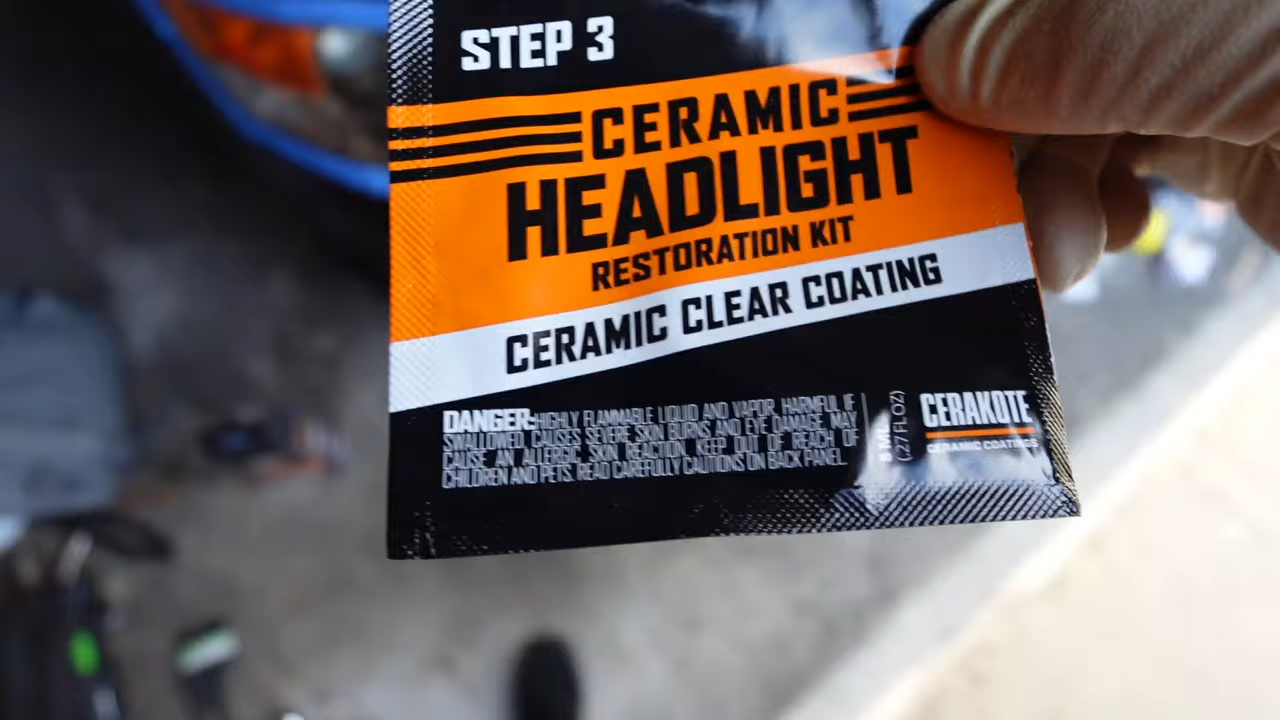 STEP 3
CERAMIC
HEADLIGHT
RESTORATION KIT
CERAMIC CLEAR COATING
DANGER: HIGHLY FLAMMABLE LIQUID AND VAPOR. HARMFUL IF
SWALLOWED. CAUSES SEVERE SKIN BURNS AND EYE DAMAGE. MAY
CAUSE AN ALLERGIC SKIN REACTION. KEEP OUT OF REACH OF
CHILDREN AND PETS. READ CAREFULLY CAUTIONS ON BACK PANEL.
8 ML
(.27 FL OZ)
CERAKOTE
CERAMIC COATINGS